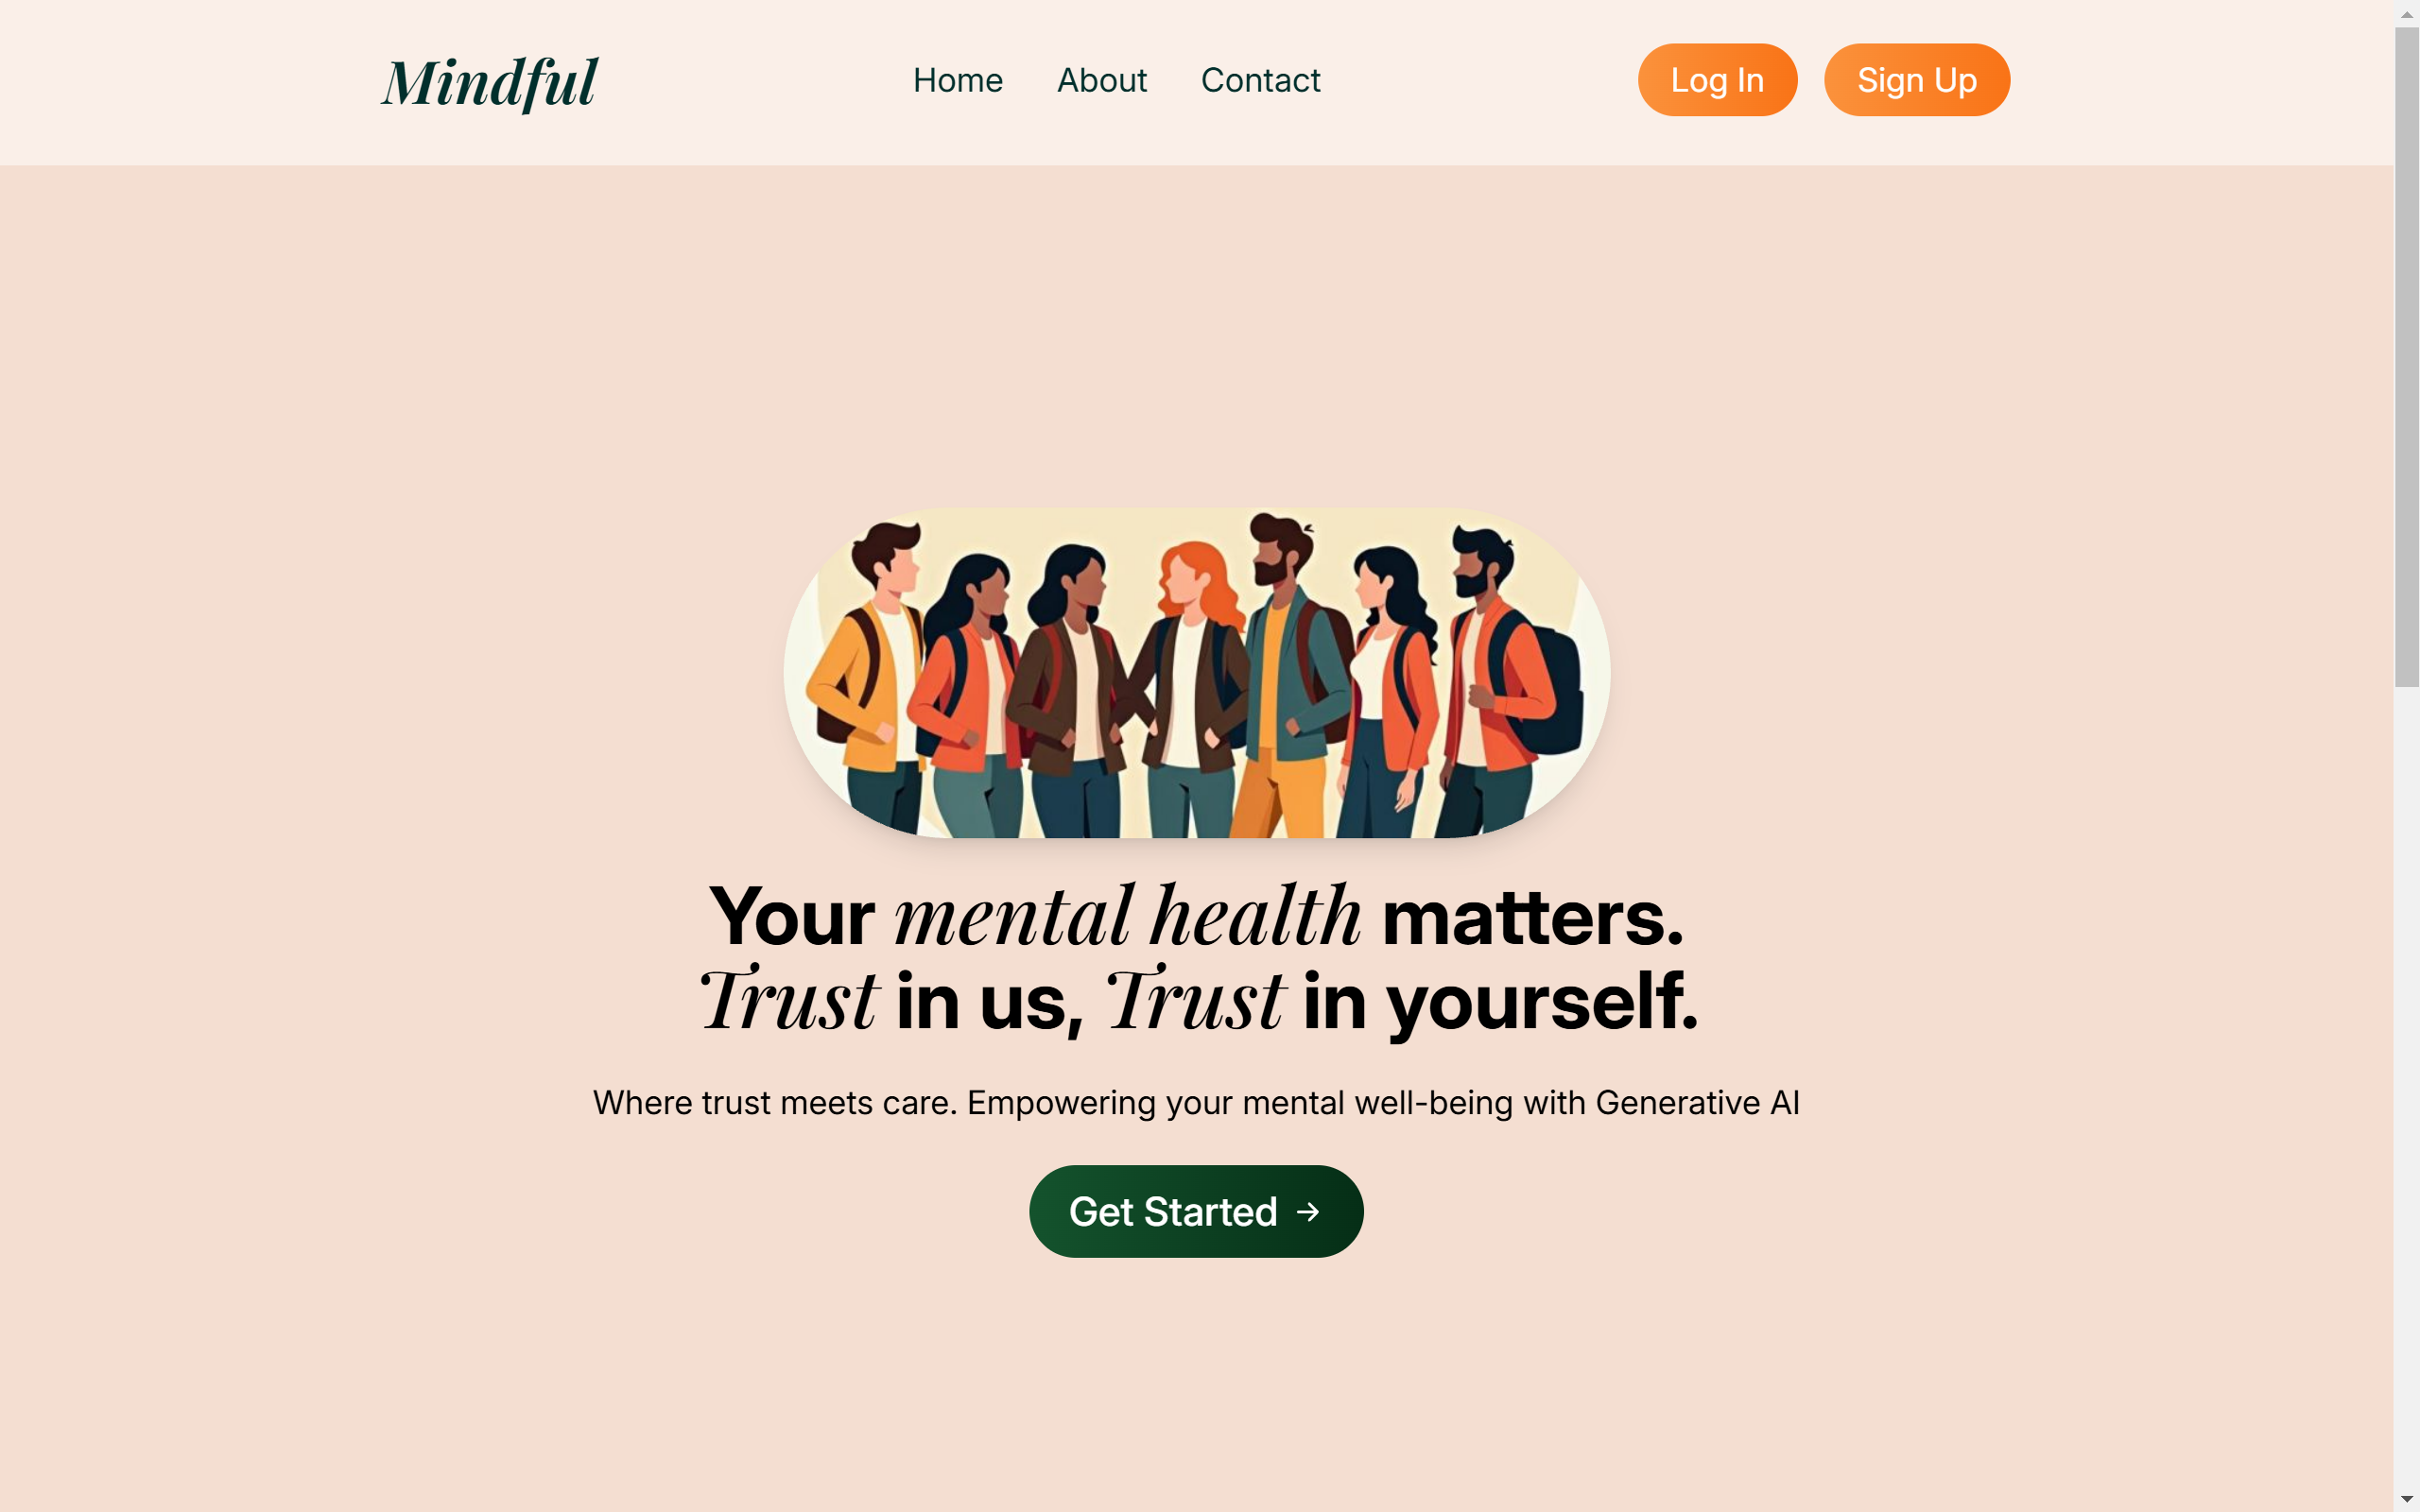 Mindful
Home About Contact
Log In Sign Up
Your mental health matters.
Trust in us, Trust in yourself.
Where trust meets care. Empowering your mental well-being with Generative AI
Get Started →